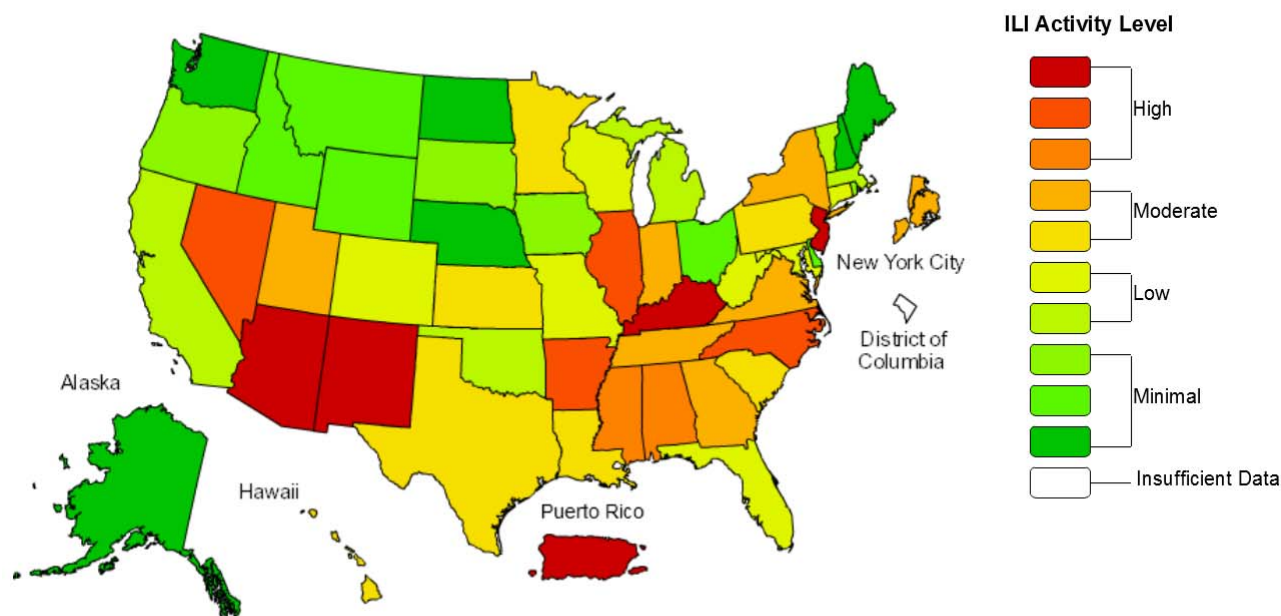 ILI Activity Level
High
Moderate
New York City
Low
District of
Columbia
Alaska
Minimal
Hawaii
Insufficient Data
Puerto Rico